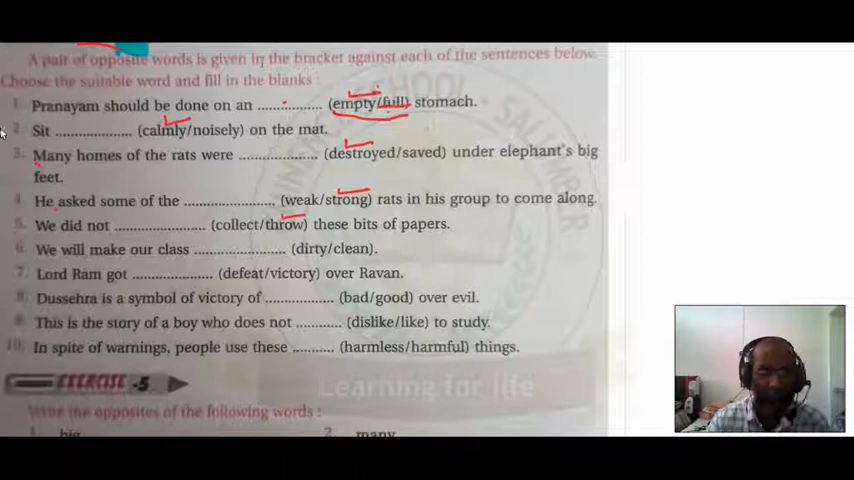 A pair of opposite words is given in the bracket against each of the sentences below.
Choose the suitable word and fill in the blanks :
1. Pranayam should be done on an .................. (empty/full) stomach.
2. Sit ................... (calmly/noisely) on the mat.
3. Many homes of the rats were ................... (destroyed/saved) under elephant's big
feet.
4. He asked some of the ....................... (weak/strong) rats in his group to come along.
5. We did not ....................... (collect/throw) these bits of papers.
6. We will make our class ....................... (dirty/clean).
7. Lord Ram got .................... (defeat/victory) over Ravan.
8. Dussehra is a symbol of victory of ................. (bad/good) over evil.
9. This is the story of a boy who does not ........... (dislike/like) to study.
10. In spite of warnings, people use these .......... (harmless/harmful) things.
EXERCISE -5
Learning for life
Write the opposites of the following words :
1. big
2. many
SCHOOL - SALIMPUR